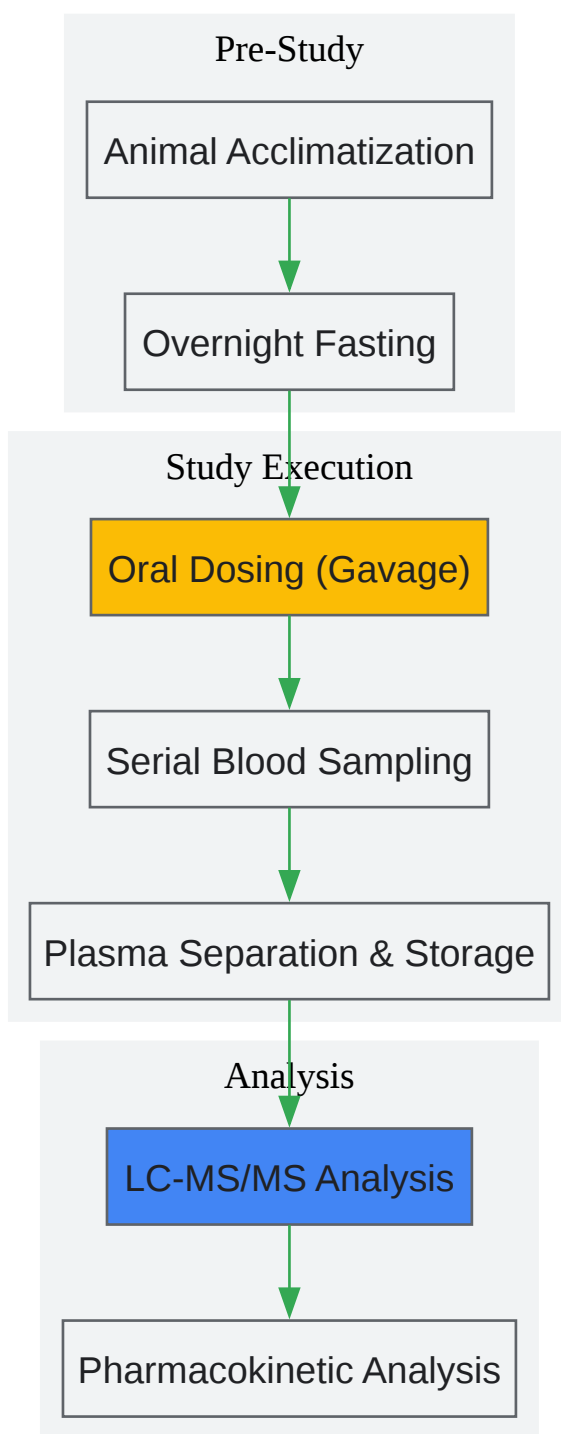 Pre-Study
Animal Acclimatization
Overnight Fasting
Study Execution
Oral Dosing (Gavage)
Serial Blood Sampling
Plasma Separation & Storage
Analysis
LC-MS/MS Analysis
Pharmacokinetic Analysis